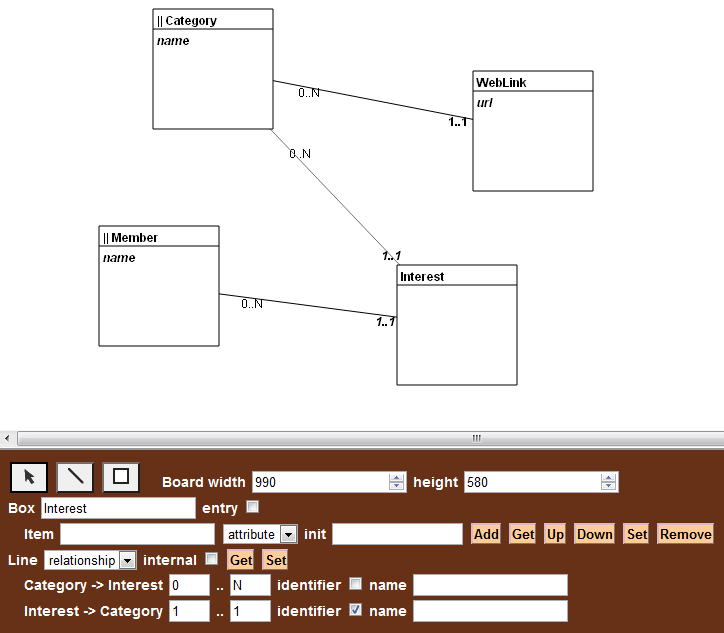 || Category
name
0..N
WebLink
url
1..1
0..N
|| Member
name
1..1
Interest
0..N
1..1
Board width 990 height 580
Box Interest entry
Item attribute init Add Get Up Down Set Remove
Line relationship internal Get Set
Category -> Interest 0 .. N identifier name
Interest -> Category 1 .. 1 identifier name